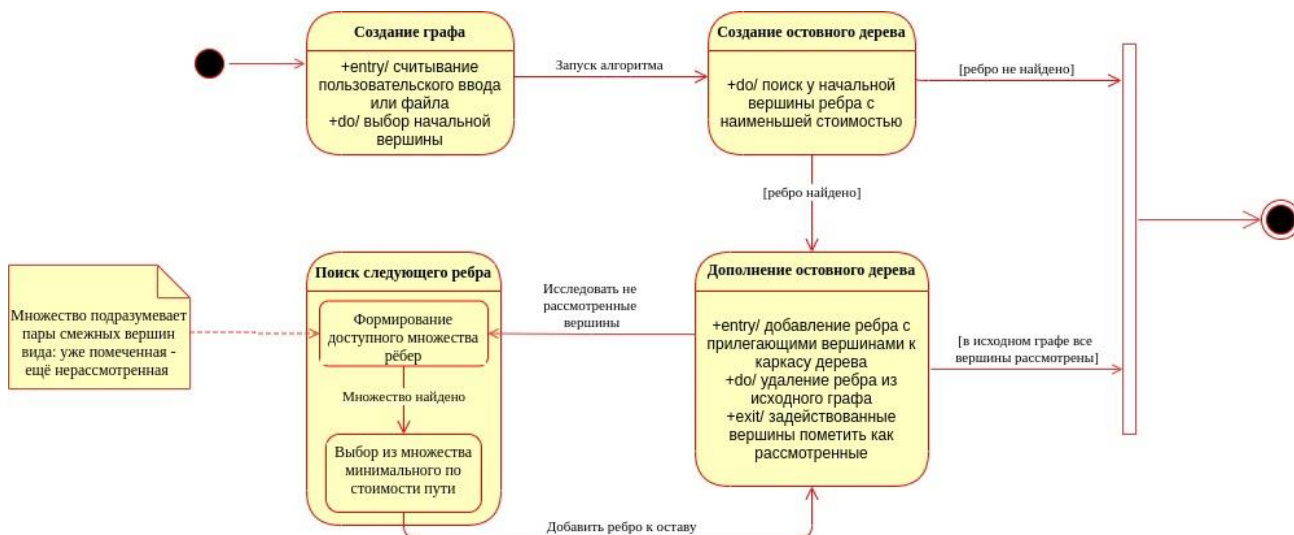 Создание графа
+entry/ считывание
пользовательского ввода
или файла
+do/ выбор начальной
вершины
Запуск алгоритма
Создание остовного дерева
+do/ поиск у начальной
вершины ребра с
наименьшей стоимостью
[ребро не найдено]
[ребро найдено]
Множество подразумевает
пары смежных вершин
вида: уже помеченная -
ещё нерассмотренная
Поиск следующего ребра
Формирование
доступного множества
рёбер
Множество найдено
Выбор из множества
минимального по
стоимости пути
Исследовать не
рассмотренные
вершины
Дополнение остовного дерева
+entry/ добавление ребра с
прилегающими вершинами к
каркасу дерева
+do/ удаление ребра из
исходного графа
+exit/ задействованные
вершины пометить как
рассмотренные
[в исходном графе все
вершины рассмотрены]
Добавить ребро к оставу